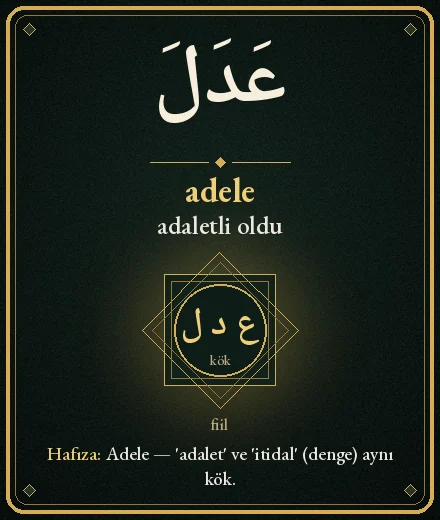 عَدَلَ
adele
adaletli oldu
ع د ل
kök
fiil
Hafıza: Adele — 'adalet' ve 'itidal' (denge) aynı
kök.